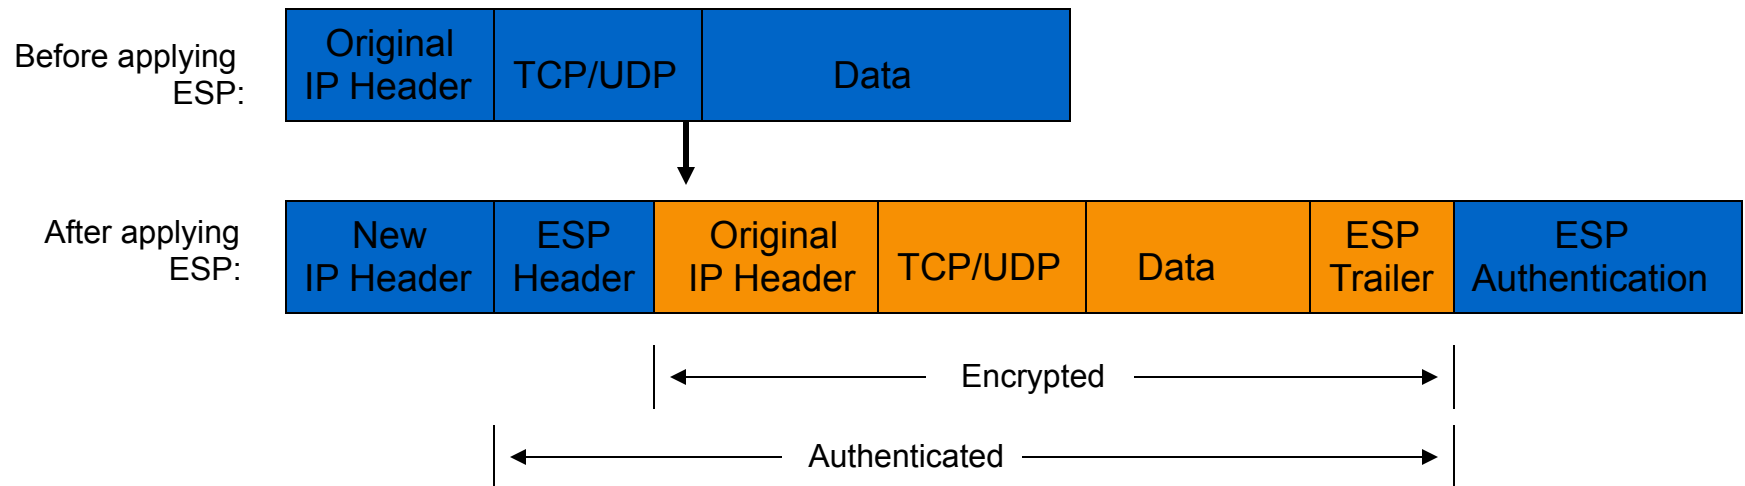 Before applying
ESP:
Original
IP Header
TCP/UDP
Data
After applying
ESP:
New
IP Header
ESP
Header
Original
IP Header
TCP/UDP
Data
ESP
Trailer
ESP
Authentication
Encrypted
Authenticated